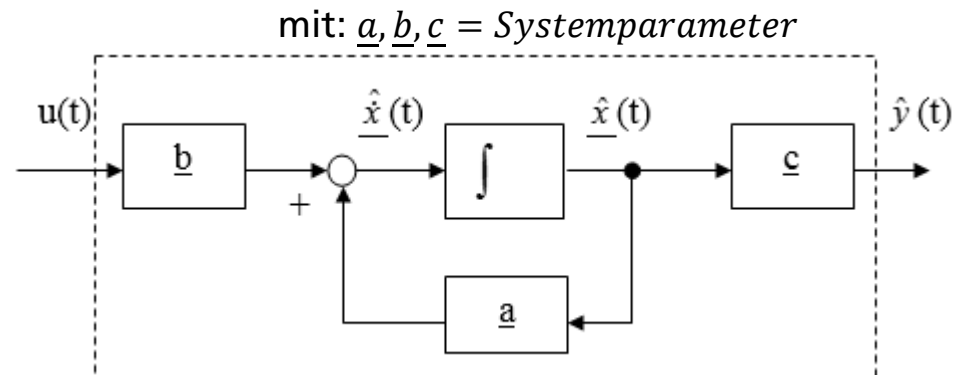 mit: a, b, c = Systemparameter
u(t) x̂̇ (t) x̂ (t) ŷ (t)
b ∫ c
+
a